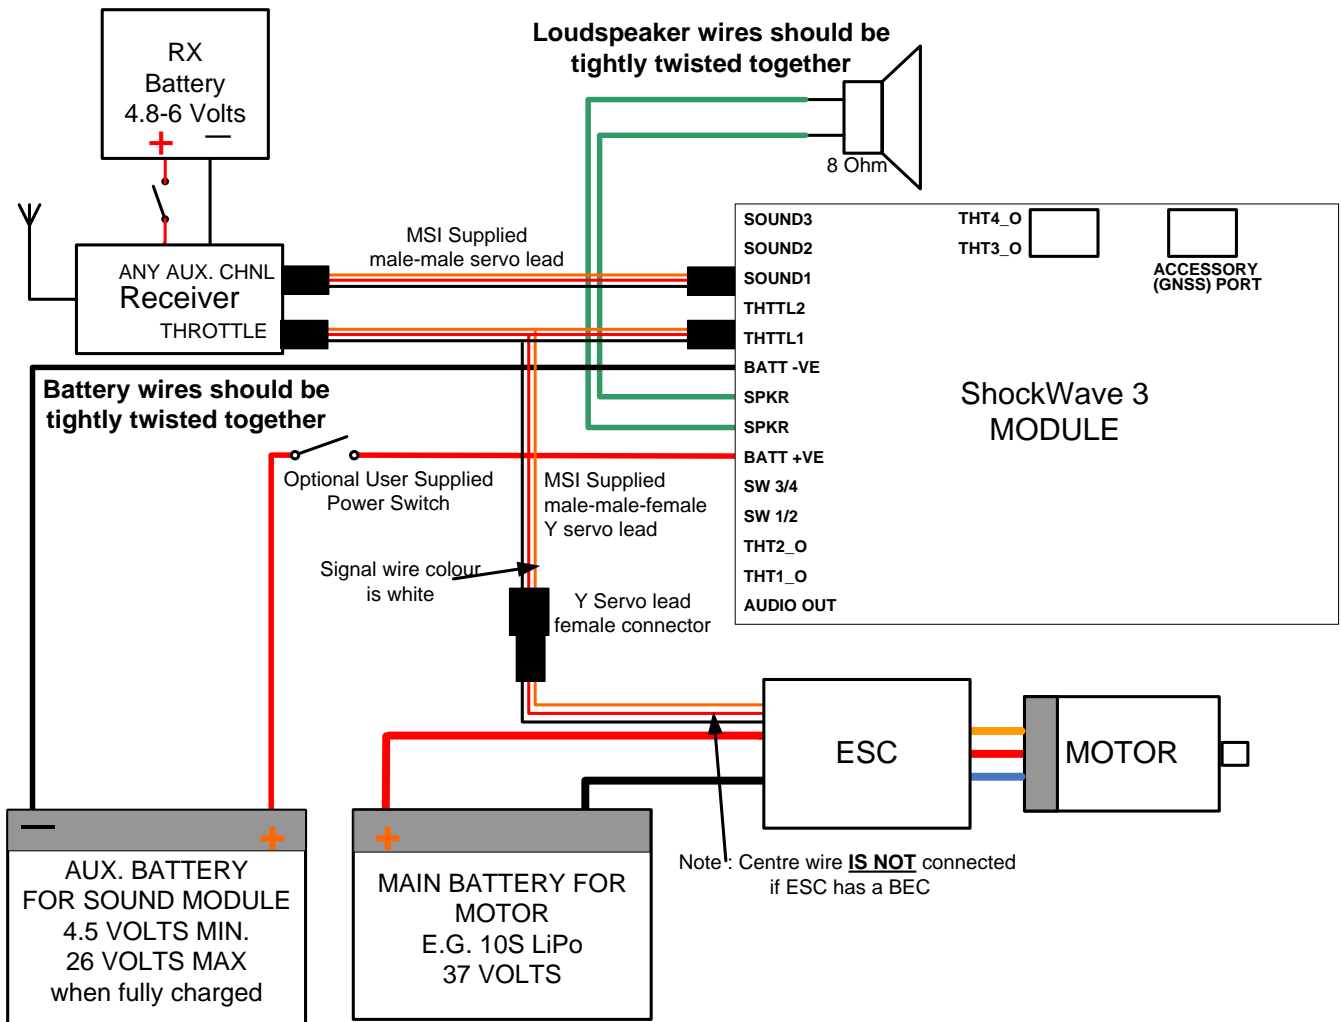 RX
Battery
4.8-6 Volts
+ —
Loudspeaker wires should be
tightly twisted together
8 Ohm
MSI Supplied
male-male servo lead
ANY AUX. CHNL
Receiver
THROTTLE
SOUND3
SOUND2
SOUND1
THTTL2
THTTL1
BATT -VE
SPKR
SPKR
BATT +VE
SW 3/4
SW 1/2
THT2_O
THT1_O
AUDIO OUT
THT4_O
THT3_O
ACCESSORY
(GNSS) PORT
ShockWave 3
MODULE
Battery wires should be
tightly twisted together
Optional User Supplied
Power Switch
MSI Supplied
male-male-female
Y servo lead
Signal wire colour
is white
Y Servo lead
female connector
ESC
MOTOR
Note : Centre wire IS NOT connected
if ESC has a BEC
— +
AUX. BATTERY
FOR SOUND MODULE
4.5 VOLTS MIN.
26 VOLTS MAX
when fully charged
+
MAIN BATTERY FOR
MOTOR
E.G. 10S LiPo
37 VOLTS